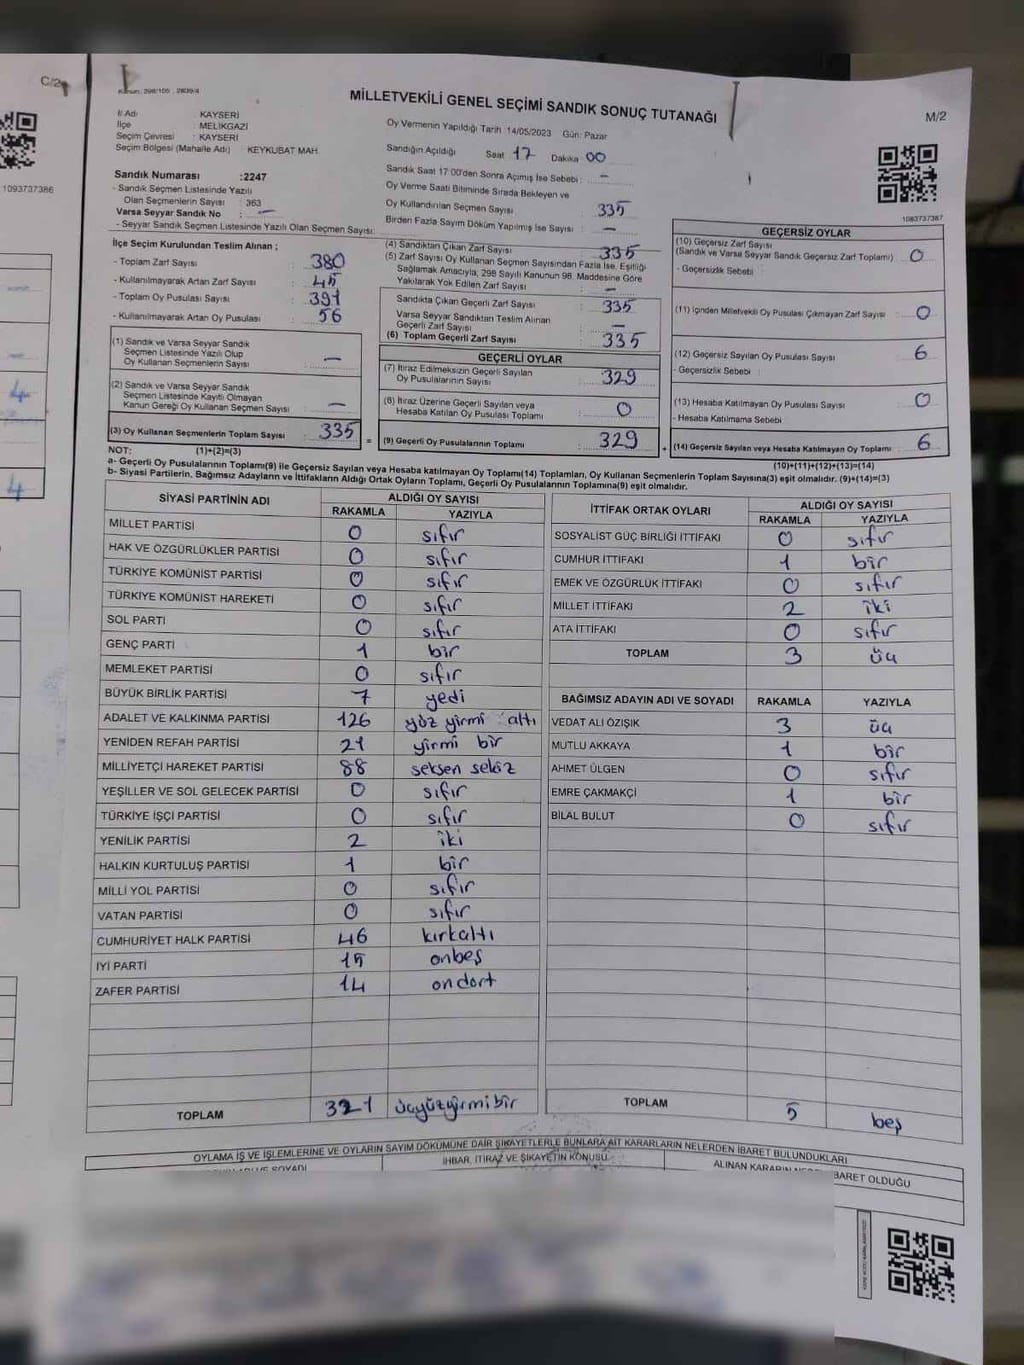 C/2
1093737386
Kanun: 298/105 : 2839/4
MİLLETVEKİLİ GENEL SEÇİMİ SANDIK SONUÇ TUTANAĞI
M/2
İl Adı : KAYSERİ
İlçe : MELİKGAZİ
Seçim Çevresi : KAYSERİ
Seçim Bölgesi (Mahalle Adı) : KEYKUBAT MAH.
Oy Vermenin Yapıldığı Tarih :14/05/2023 Gün: Pazar
Sandığın Açıldığı Saat 17 Dakika 00
Sandık Saat 17:00'den Sonra Açımış İse Sebebi : -
Oy Verme Saati Bitiminde Sırada Bekleyen ve
Oy Kullandırılan Seçmen Sayısı 335
Birden Fazla Sayım Döküm Yapılmış İse Sayısı : -
1093737387
Sandık Numarası :2247
- Sandık Seçmen Listesinde Yazılı
Olan Seçmenlerin Sayısı : 363
Varsa Seyyar Sandık No : -
- Seyyar Sandık Seçmen Listesinde Yazılı Olan Seçmen Sayısı:
İlçe Seçim Kurulundan Teslim Alınan ;
- Toplam Zarf Sayısı : 380
- Kullanılmayarak Artan Zarf Sayısı : 45
- Toplam Oy Pusulası Sayısı : 391
- Kullanılmayarak Artan Oy Pusulası : 56
(1) Sandık ve Varsa Seyyar Sandık
Seçmen Listesinde Yazılı Olup
Oy Kullanan Seçmenlerin Sayısı -
(2) Sandık ve Varsa Seyyar Sandık
Seçmen Listesinde Kayıtlı Olmayan
Kanun Gereği Oy Kullanan Seçmen Sayısı -
(3) Oy Kullanan Seçmenlerin Toplam Sayısı 335 =
(4) Sandıktan Çıkan Zarf Sayısı 335
(5) Zarf Sayısı Oy Kullanan Seçmen Sayısından Fazla İse, Eşitliği
Sağlamak Amacıyla, 298 Sayılı Kanunun 98. Maddesine Göre
Yakılarak Yok Edilen Zarf Sayısı : -
Sandıkta Çıkan Geçerli Zarf Sayısı : 335
Varsa Seyyar Sandıktan Teslim Alınan
Geçerli Zarf Sayısı -
(6) Toplam Geçerli Zarf Sayısı : 335
GEÇERLİ OYLAR
(7) İtiraz Edilmeksizin Geçerli Sayılan
Oy Pusulalarının Sayısı : 329
(8) İtiraz Üzerine Geçerli Sayılan veya
Hesaba Katılan Oy Pusulası Toplamı 0
(9) Geçerli Oy Pusulalarının Toplamı 329 +
GEÇERSİZ OYLAR
(10) Geçersiz Zarf Sayısı
(Sandık ve Varsa Seyyar Sandık Geçersiz Zarf Toplamı) 0
- Geçersizlik Sebebi
(11) İçinden Milletvekili Oy Pusulası Çıkmayan Zarf Sayısı 0
(12) Geçersiz Sayılan Oy Pusulası Sayısı 6
- Geçersizlik Sebebi :
(13) Hesaba Katılmayan Oy Pusulası Sayısı 0
- Hesaba Katılmama Sebebi
(14) Geçersiz Sayılan veya Hesaba Katılmayan Oy Toplamı 6
NOT: (1)+(2)=(3)
(10)+(11)+(12)+(13)=(14)
a- Geçerli Oy Pusulalarının Toplamı(9) ile Geçersiz Sayılan veya Hesaba katılmayan Oy Toplamı(14) Toplamları, Oy Kullanan Seçmenlerin Toplam Sayısına(3) eşit olmalıdır. (9)+(14)=(3)
b- Siyasi Partilerin, Bağımsız Adayların ve İttifakların Aldığı Ortak Oyların Toplamı, Geçerli Oy Pusulalarının Toplamına(9) eşit olmalıdır.
SİYASİ PARTİNİN ADI ALDIĞI OY SAYISI
RAKAMLA YAZIYLA
MİLLET PARTİSİ 0 sıfır
HAK VE ÖZGÜRLÜKLER PARTİSİ 0 sıfır
TÜRKİYE KOMÜNİST PARTİSİ 0 sıfır
TÜRKİYE KOMÜNİST HAREKETİ 0 sıfır
SOL PARTİ 0 sıfır
GENÇ PARTİ 1 bir
MEMLEKET PARTİSİ 0 sıfır
BÜYÜK BİRLİK PARTİSİ 7 yedi
ADALET VE KALKINMA PARTİSİ 126 yüz yirmi altı
YENİDEN REFAH PARTİSİ 21 yirmi bir
MİLLİYETÇİ HAREKET PARTİSİ 88 seksen sekiz
YEŞİLLER VE SOL GELECEK PARTİSİ 0 sıfır
TÜRKİYE İŞÇİ PARTİSİ 0 sıfır
YENİLİK PARTİSİ 2 iki
HALKIN KURTULUŞ PARTİSİ 1 bir
MİLLİ YOL PARTİSİ 0 sıfır
VATAN PARTİSİ 0 sıfır
CUMHURİYET HALK PARTİSİ 46 kırkaltı
İYİ PARTİ 15 onbeş
ZAFER PARTİSİ 14 ondört
TOPLAM 321 üçyüzyirmibir
İTTİFAK ORTAK OYLARI ALDIĞI OY SAYISI
RAKAMLA YAZIYLA
SOSYALİST GÜÇ BİRLİĞİ İTTİFAKI 0 sıfır
CUMHUR İTTİFAKI 1 bir
EMEK VE ÖZGÜRLÜK İTTİFAKI 0 sıfır
MİLLET İTTİFAKI 2 iki
ATA İTTİFAKI 0 sıfır
TOPLAM 3 üç
BAĞIMSIZ ADAYIN ADI VE SOYADI RAKAMLA YAZIYLA
VEDAT ALİ ÖZIŞIK 3 üç
MUTLU AKKAYA 1 bir
AHMET ÜLGEN 0 sıfır
EMRE ÇAKMAKÇİ 1 bir
BİLAL BULUT 0 sıfır
TOPLAM 5 beş
OYLAMA İŞ VE İŞLEMLERİNE VE OYLARIN SAYIM DÖKÜMÜNE DAİR ŞİKAYETLERLE BUNLARA AİT KARARLARIN NELERDEN İBARET BULUNDUKLARI
İHBAR, İTİRAZ VE ŞİKAYETİN KONUSU
BARET OLDUĞU